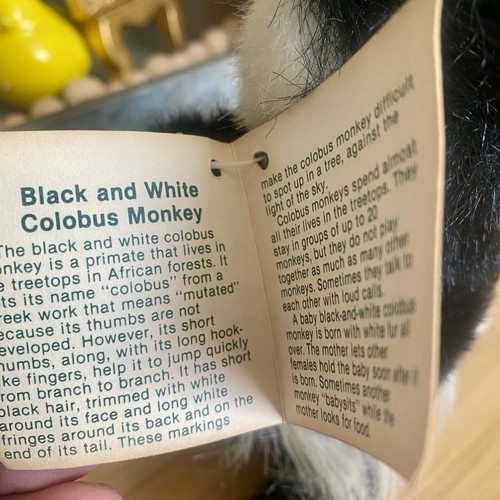 Black and White
Colobus Monkey
The black and white colobus
onkey is a primate that lives in
e treetops in African forests. It
ts its name "colobus" from a
reek work that means "mutated"
ecause its thumbs are not
eveloped. However, its short
humbs, along, with its long hook-
ike fingers, help it to jump quickly
rom branch to branch. It has short
black hair, trimmed with white
around its face and long white
fringes around its back and on the
end of its tail. These markings
make the colobus monkey difficult
to spot up in a tree, against the
light of the sky.
Colobus monkeys spend almost
all their lives in the treetops. They
stay in groups of up to 20
monkeys, but they do not play
together as much as many other
monkeys. Sometimes they talk to
each other with loud calls.
A baby black-and-white colobus
monkey is born with white fur all
over. The mother lets other
females hold the baby soon after it
is born. Sometimes another
monkey "babysits" while the
mother looks for food.